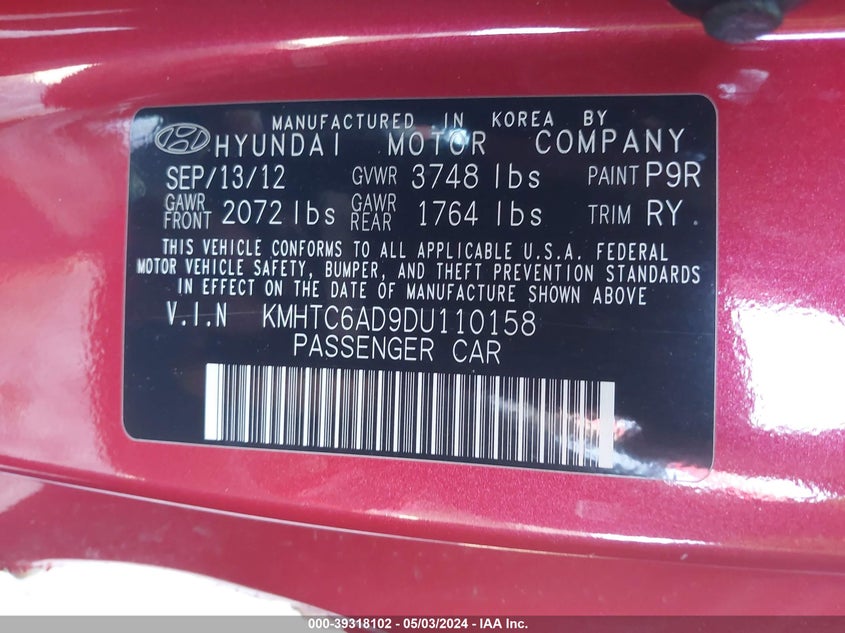 MANUFACTURED IN KOREA BY
HYUNDAI MOTOR COMPANY
SEP/13/12 GVWR 3748 lbs PAINT P9R
GAWR FRONT 2072 lbs GAWR REAR 1764 lbs TRIM RY
THIS VEHICLE CONFORMS TO ALL APPLICABLE U.S.A. FEDERAL
MOTOR VEHICLE SAFETY, BUMPER, AND THEFT PREVENTION STANDARDS
IN EFFECT ON THE DATE OF MANUFACTURE SHOWN ABOVE
V.I.N KMHTC6AD9DU110158
PASSENGER CAR
000-39318102 - 05/03/2024 - IAA Inc.